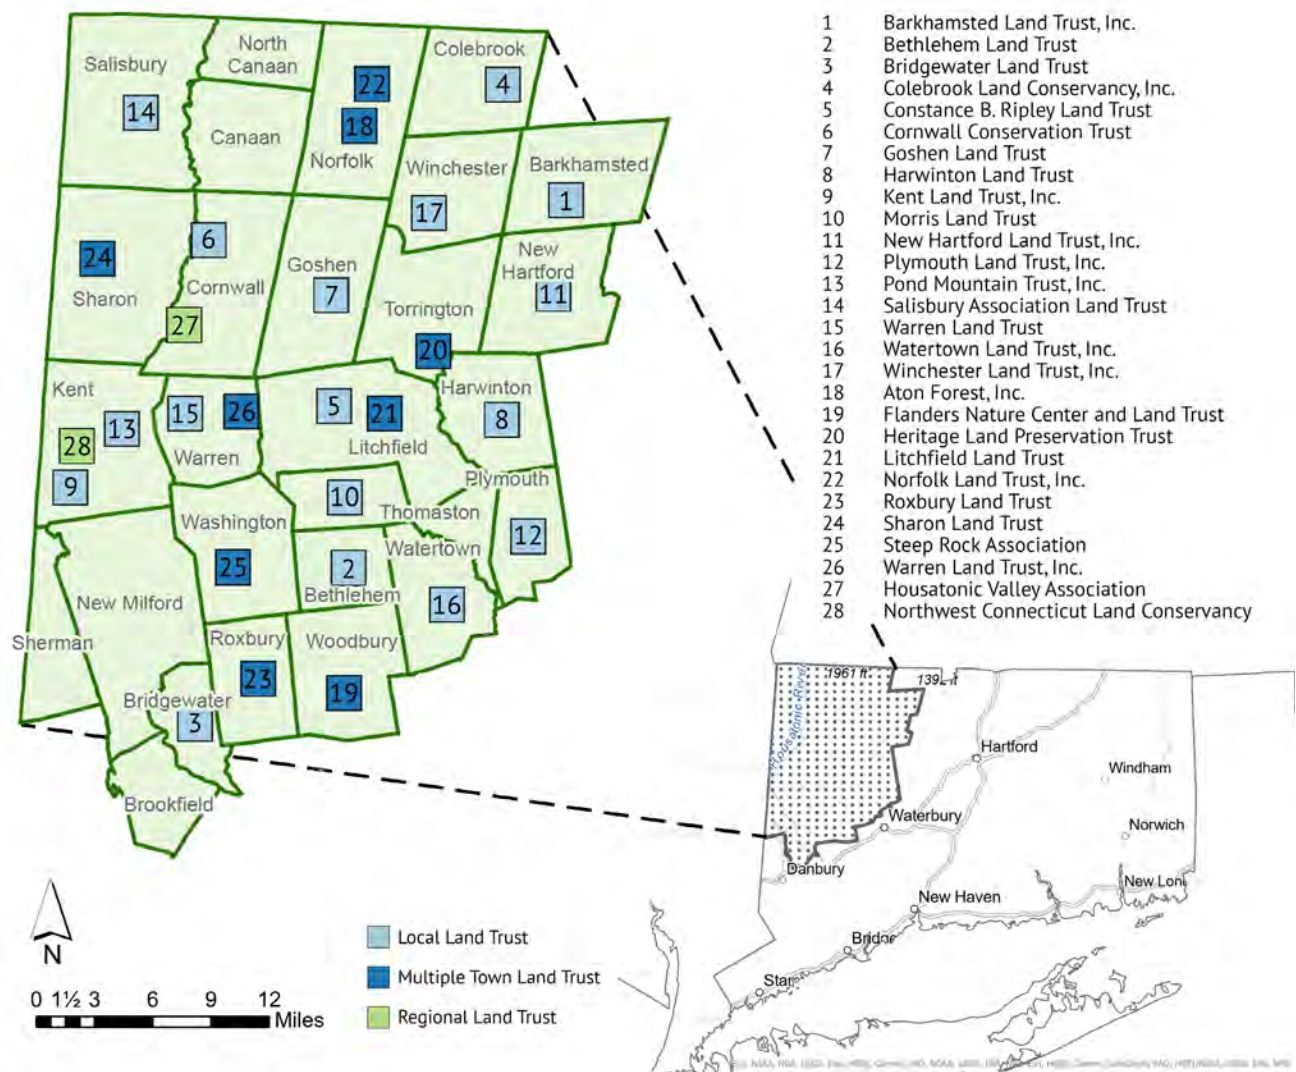 Salisbury
North
Canaan
Colebrook
22
4
14
18
Canaan
Norfolk
Winchester
Barkhamsted
17
1
6
24
Sharon
Cornwall
Goshen
New
Hartford
7
11
27
Torrington
20
Kent
Harwinton
15
26
5
21
8
13
28
Warren
Litchfield
9
Plymouth
10
Washington
Thomaston
12
Watertown
25
2
Bethlehem
16
New Milford
Sherman
Roxbury
Woodbury
23
19
Bridgewater
3
Brookfield
1 Barkhamsted Land Trust, Inc.
2 Bethlehem Land Trust
3 Bridgewater Land Trust
4 Colebrook Land Conservancy, Inc.
5 Constance B. Ripley Land Trust
6 Cornwall Conservation Trust
7 Goshen Land Trust
8 Harwinton Land Trust
9 Kent Land Trust, Inc.
10 Morris Land Trust
11 New Hartford Land Trust, Inc.
12 Plymouth Land Trust, Inc.
13 Pond Mountain Trust, Inc.
14 Salisbury Association Land Trust
15 Warren Land Trust
16 Watertown Land Trust, Inc.
17 Winchester Land Trust, Inc.
18 Aton Forest, Inc.
19 Flanders Nature Center and Land Trust
20 Heritage Land Preservation Trust
21 Litchfield Land Trust
22 Norfolk Land Trust, Inc.
23 Roxbury Land Trust
24 Sharon Land Trust
25 Steep Rock Association
26 Warren Land Trust, Inc.
27 Housatonic Valley Association
28 Northwest Connecticut Land Conservancy
1961 ft
Housatonic River
Hartford
Windham
Waterbury
Norwich
Danbury
New Haven
New Lon
Bridge
Star
N
0 1½ 3 6 9 12
Miles
Local Land Trust
Multiple Town Land Trust
Regional Land Trust